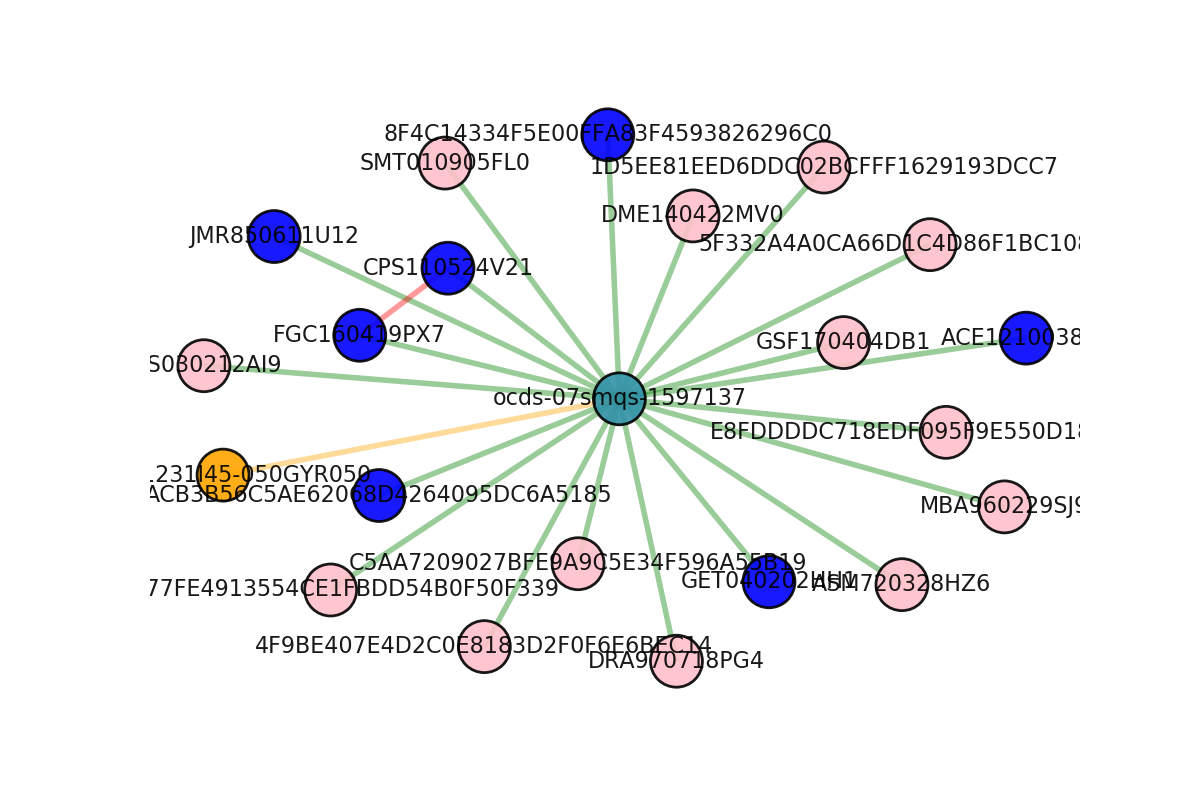 8F4C14334F5E00FFA83F4593826296C0
SMT010905FL0
1D5EE81EED6DDC02BCFFF1629193DCC7
DME140422MV0
JMR850611U12
5F332A4A0CA66D1C4D86F1BC108
CPS110524V21
FGC160419PX7
ACE1210038
GSF170404DB1
S030212AI9
ocds-07smqs-1597137
E8FDDDDC718EDF095F9E550D18
1231J45-050GYR050
ACB3B56C5AE62068D4264095DC6A5185
MBA960229SJ9
C5AA7209027BFE9A9C5E34F596A55B19
GET040202HH1
ASM720328HZ6
77FE4913554CE1FBDD54B0F50F339
4F9BE407E4D2C0E8183D2F0F6E6BEC14
DRA970718PG4